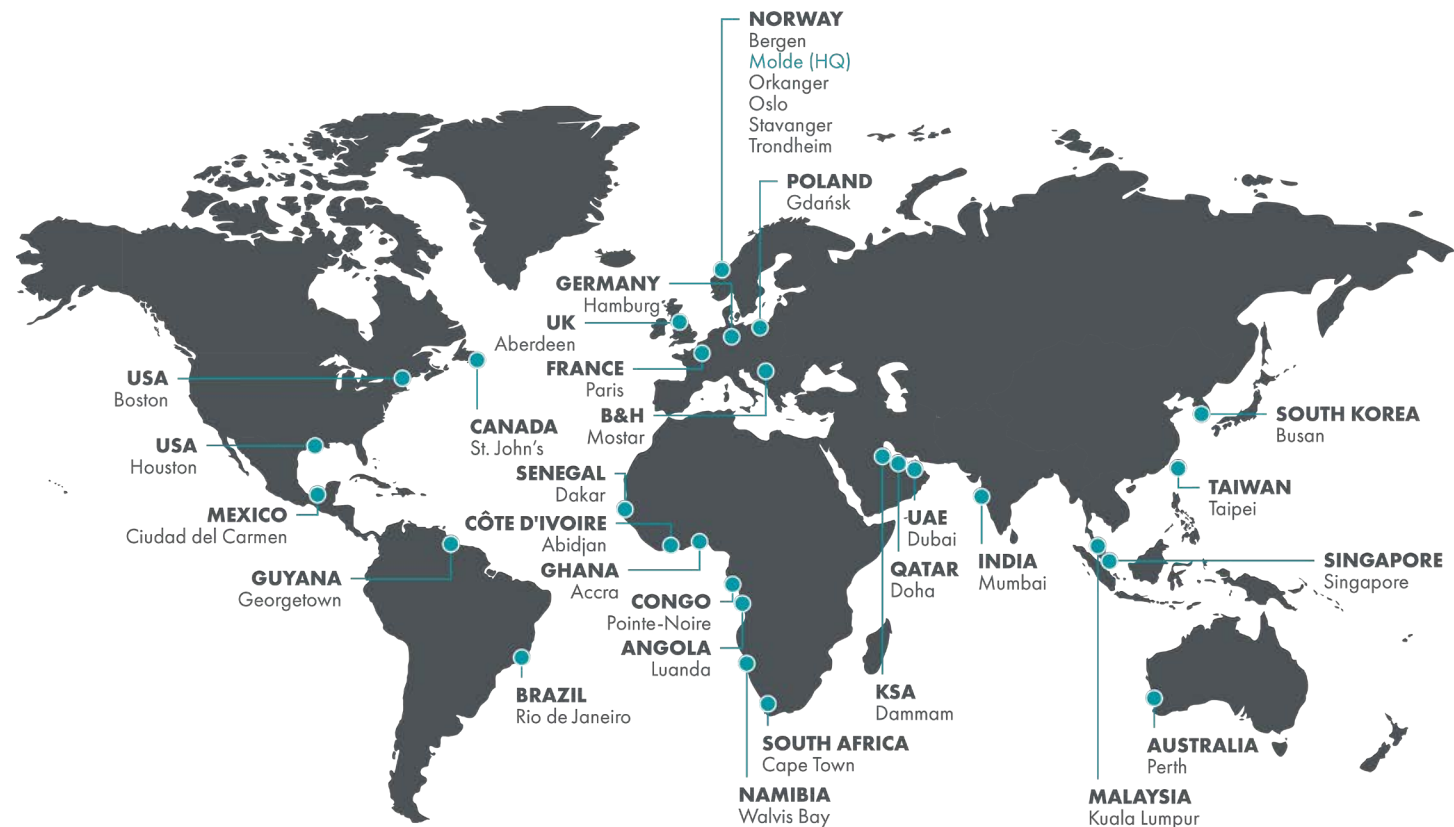 NORWAY
Bergen
Molde (HQ)
Orkanger
Oslo
Stavanger
Trondheim
POLAND
Gdańsk
GERMANY
Hamburg
UK
Aberdeen
FRANCE
Paris
B&H
Mostar
USA
Boston
USA
Houston
CANADA
St. John's
MEXICO
Ciudad del Carmen
GUYANA
Georgetown
BRAZIL
Rio de Janeiro
SENEGAL
Dakar
CÔTE D'IVOIRE
Abidjan
GHANA
Accra
CONGO
Pointe-Noire
ANGOLA
Luanda
NAMIBIA
Walvis Bay
SOUTH AFRICA
Cape Town
KSA
Dammam
QATAR
Doha
UAE
Dubai
INDIA
Mumbai
SOUTH KOREA
Busan
TAIWAN
Taipei
SINGAPORE
Singapore
MALAYSIA
Kuala Lumpur
AUSTRALIA
Perth